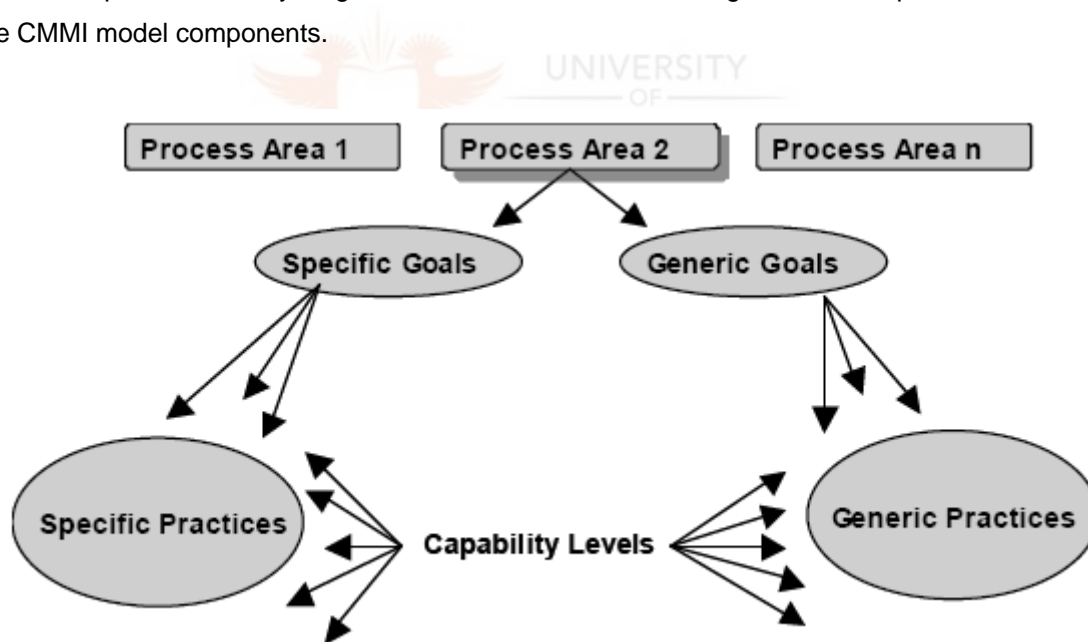 e CMMI model components.
UNIVERSITY
OF
Process Area 1 Process Area 2 Process Area n
Specific Goals Generic Goals
Specific Practices Capability Levels Generic Practices